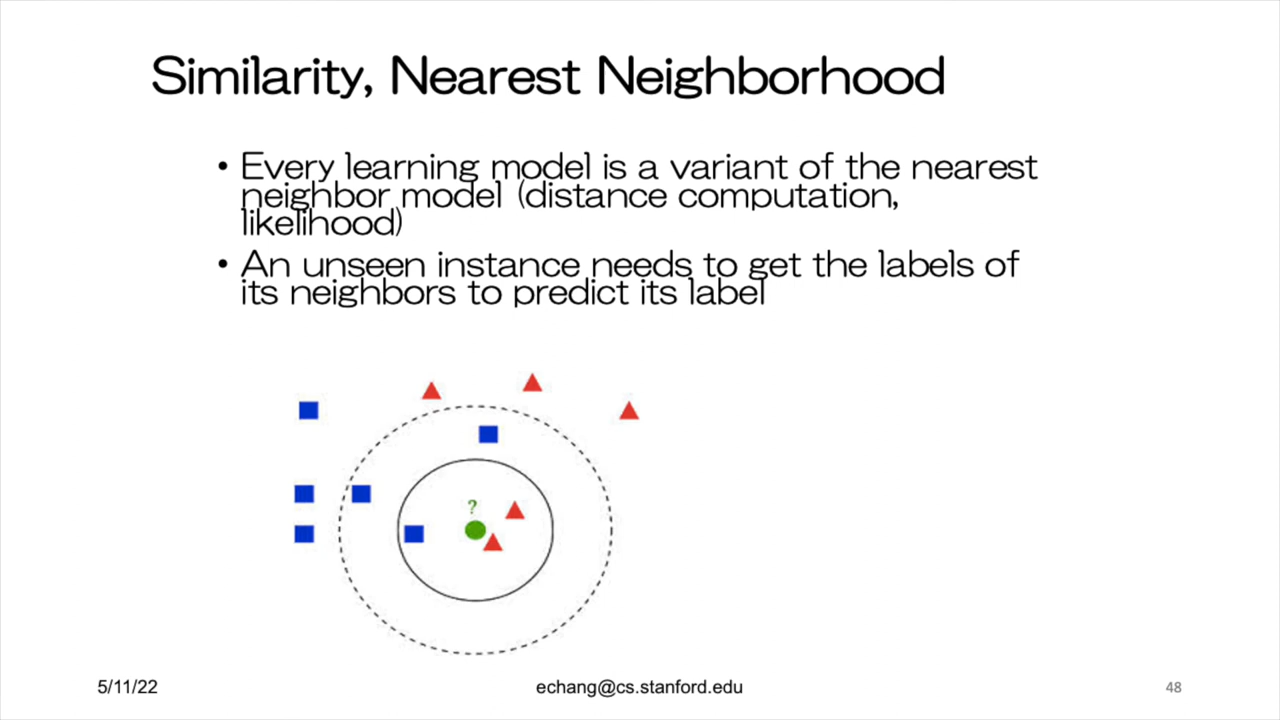 Similarity, Nearest Neighborhood
• Every learning model is a variant of the nearest
neighbor model (distance computation,
likelihood)
• An unseen instance needs to get the labels of
its neighbors to predict its label
?
5/11/22
echang@cs.stanford.edu
48